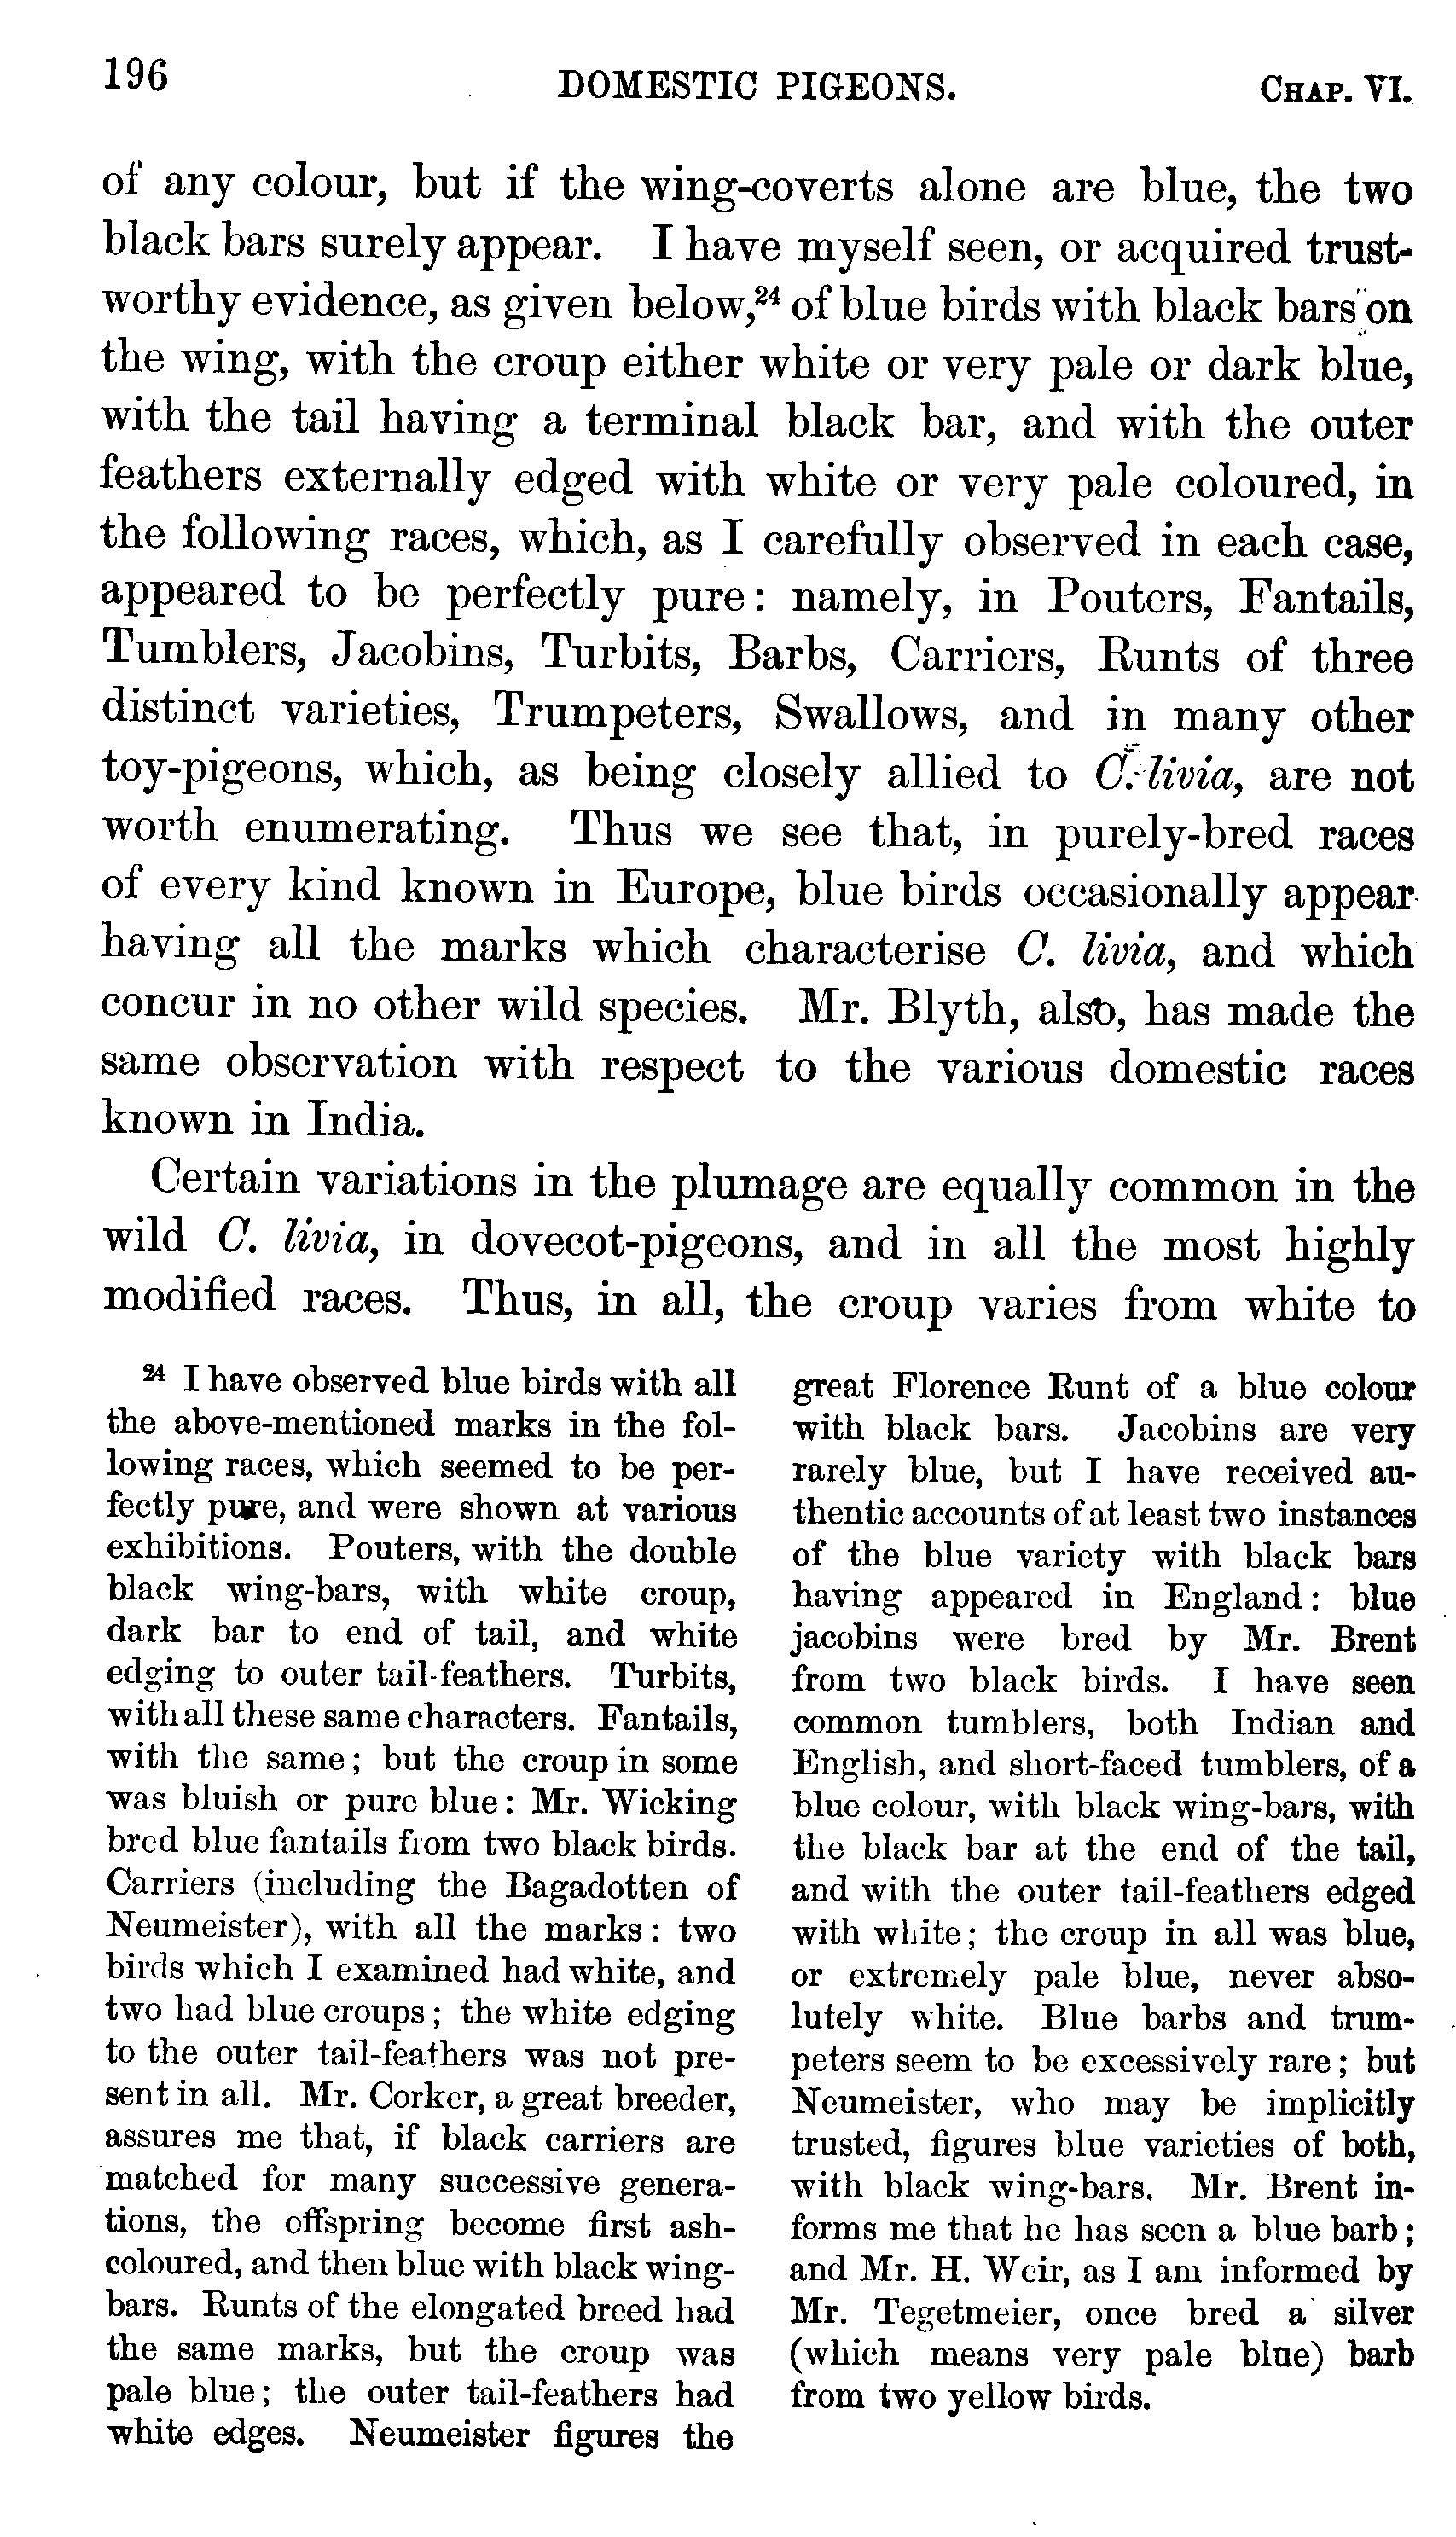 196
DOMESTIC PIGEONS.
CHAP. VI.
of any colour, but if the wing-coverts alone are blue, the two
black bars surely appear. I have myself seen, or acquired trust-
worthy evidence, as given below,²⁴ of blue birds with black bars on
the wing, with the croup either white or very pale or dark blue,
with the tail having a terminal black bar, and with the outer
feathers externally edged with white or very pale coloured, in
the following races, which, as I carefully observed in each case,
appeared to be perfectly pure: namely, in Pouters, Fantails,
Tumblers, Jacobins, Turbits, Barbs, Carriers, Runts of three
distinct varieties, Trumpeters, Swallows, and in many other
toy-pigeons, which, as being closely allied to C. livia, are not
worth enumerating. Thus we see that, in purely-bred races
of every kind known in Europe, blue birds occasionally appear
having all the marks which characterise C. livia, and which
concur in no other wild species. Mr. Blyth, also, has made the
same observation with respect to the various domestic races
known in India.
Certain variations in the plumage are equally common in the
wild C. livia, in dovecot-pigeons, and in all the most highly
modified races. Thus, in all, the croup varies from white to
²⁴ I have observed blue birds with all
the above-mentioned marks in the fol-
lowing races, which seemed to be per-
fectly pure, and were shown at various
exhibitions. Pouters, with the double
black wing-bars, with white croup,
dark bar to end of tail, and white
edging to outer tail-feathers. Turbits,
with all these same characters. Fantails,
with the same; but the croup in some
was bluish or pure blue: Mr. Wicking
bred blue fantails from two black birds.
Carriers (including the Bagadotten of
Neumeister), with all the marks: two
birds which I examined had white, and
two had blue croups; the white edging
to the outer tail-feathers was not pre-
sent in all. Mr. Corker, a great breeder,
assures me that, if black carriers are
matched for many successive genera-
tions, the offspring become first ash-
coloured, and then blue with black wing-
bars. Runts of the elongated breed had
the same marks, but the croup was
pale blue; the outer tail-feathers had
white edges. Neumeister figures the
great Florence Runt of a blue colour
with black bars. Jacobins are very
rarely blue, but I have received au-
thentic accounts of at least two instances
of the blue variety with black bars
having appeared in England: blue
jacobins were bred by Mr. Brent
from two black birds. I have seen
common tumblers, both Indian and
English, and short-faced tumblers, of a
blue colour, with black wing-bars, with
the black bar at the end of the tail,
and with the outer tail-feathers edged
with white; the croup in all was blue,
or extremely pale blue, never abso-
lutely white. Blue barbs and trum-
peters seem to be excessively rare; but
Neumeister, who may be implicitly
trusted, figures blue varieties of both,
with black wing-bars. Mr. Brent in-
forms me that he has seen a blue barb;
and Mr. H. Weir, as I am informed by
Mr. Tegetmeier, once bred a silver
(which means very pale blue) barb
from two yellow birds.